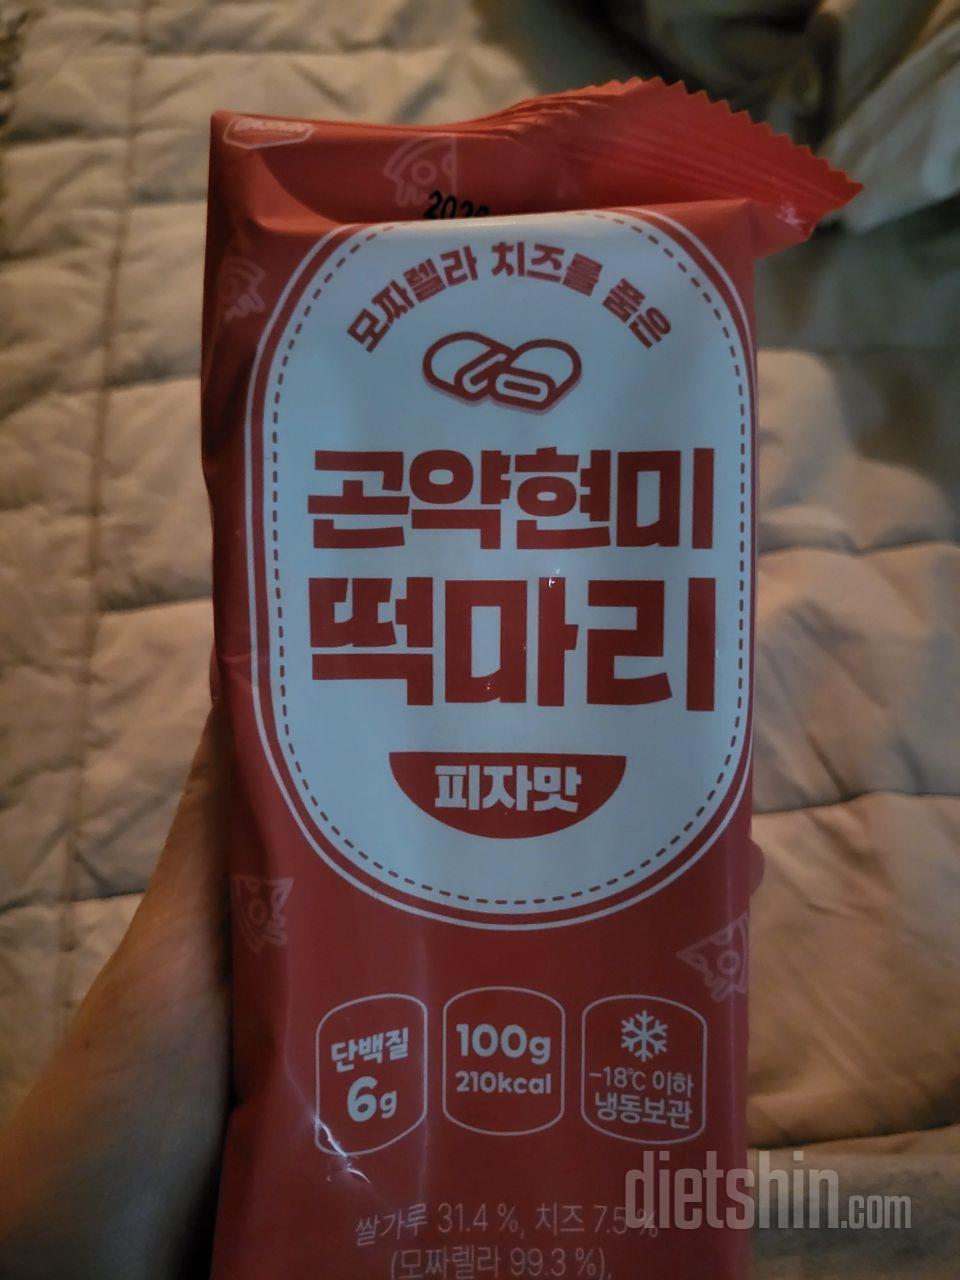 모짜렐라 치즈를 품은
곤약현미
떡마리
피자맛
단백질
6g
100g
210kcal
-18℃ 이하
냉동보관
쌀가루 31.4 %, 치즈 7.5 %
(모짜렐라 99.3 %),
dietshin.com